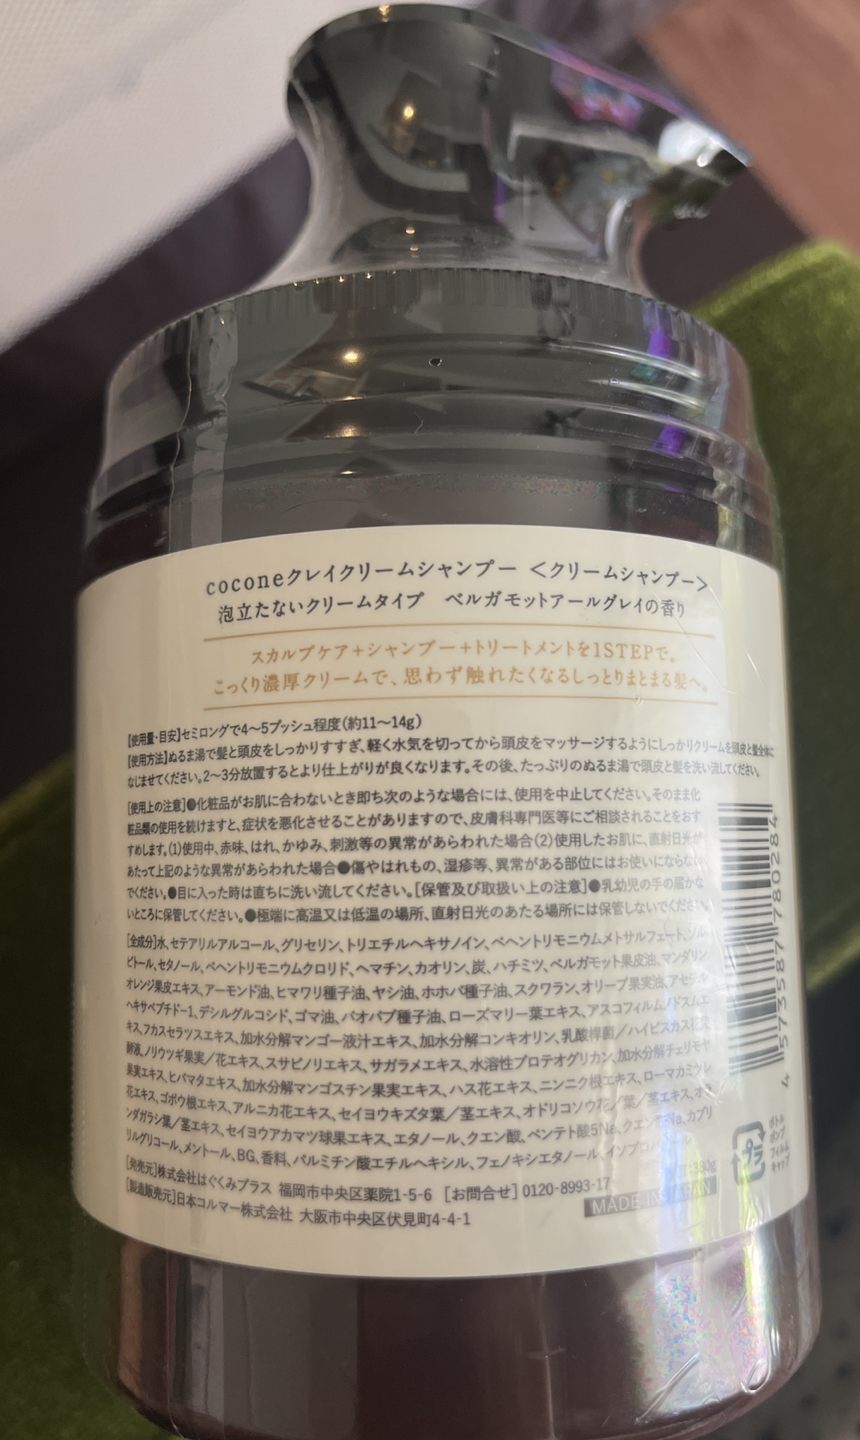 coconeクレイクリームシャンプー ＜クリームシャンプー＞
泡立たないクリームタイプ ベルガモットアールグレイの香り
スカルプケア+シャンプー+トリートメントを1STEPで。
こっくり濃厚クリームで、思わず触れたくなるしっとりまとまる髪へ。
【使用量・目安】セミロングで4～5プッシュ程度(約11～14g)
【使用方法】ぬるま湯で髪と頭皮をしっかりすすぎ、軽く水気を切ってから頭皮をマッサージするようにしっかりクリームを頭皮と髪全体に
なじませてください。2～3分放置するとより仕上がりが良くなります。その後、たっぷりのぬるま湯で頭皮と髪を洗い流してください。
【使用上の注意】●化粧品がお肌に合わないとき即ち次のような場合には、使用を中止してください。そのまま化
粧品類の使用を続けますと、症状を悪化させることがありますので、皮膚科専門医等にご相談されることをおす
すめします。(1)使用中、赤味、はれ、かゆみ、刺激等の異常があらわれた場合(2)使用したお肌に、直射日光が
あたって上記のような異常があらわれた場合●傷やはれもの、湿疹等、異常がある部位にはお使いにならない
でください。●目に入った時は直ちに洗い流してください。[保管及び取扱い上の注意]●乳幼児の手の届かな
いところに保管してください。●極端に高温又は低温の場所、直射日光のあたる場所には保管しないでください。
[全成分]水、セテアリルアルコール、グリセリン、トリエチルヘキサノイン、ベヘントリモニウムメトサルフェート、ソル
ビトール、セタノール、ベヘントリモニウムクロリド、ヘマチン、カオリン、炭、ハチミツ、ベルガモット果皮油、マンダリン
オレンジ果皮エキス、アーモンド油、ヒマワリ種子油、ヤシ油、ホホバ種子油、スクワラン、オリーブ果実油、アセチル
ヘキサペプチド-1、デシルグルコシド、ゴマ油、バオバブ種子油、ローズマリー葉エキス、アスコフィルムノドスムエ
キス、フカスセラツスエキス、加水分解マンゴー液汁エキス、加水分解コンキオリン、乳酸桿菌／ハイビスカス花発
酵液、ノリウツギ果実／花エキス、スサビノリエキス、サガラメエキス、水溶性プロテオグリカン、加水分解チェリモヤ
果実エキス、ヒバマタエキス、加水分解マンゴスチン果実エキス、ハス花エキス、ニンニク根エキス、ローマカミツレ
花エキス、ゴボウ根エキス、アルニカ花エキス、セイヨウキズタ葉／茎エキス、オドリコソウ花／葉／茎エキス、オラ
ンダガラシ葉／茎エキス、セイヨウアカマツ球果エキス、エタノール、クエン酸、ペンテト酸5Na、クエン酸Na、カプリ
リルグリコール、メントール、BG、香料、パルミチン酸エチルヘキシル、フェノキシエタノール、イソプロパノール
[発売元]株式会社はぐくみプラス 福岡市中央区薬院1-5-6 [お問合せ]0120-8993-17
380g
[製造販売元]日本コルマー株式会社 大阪市中央区伏見町4-4-1
MADE IN JAPAN
4 573587 780284
プラ
ボトル
ポンプ
フィルム
キャップ